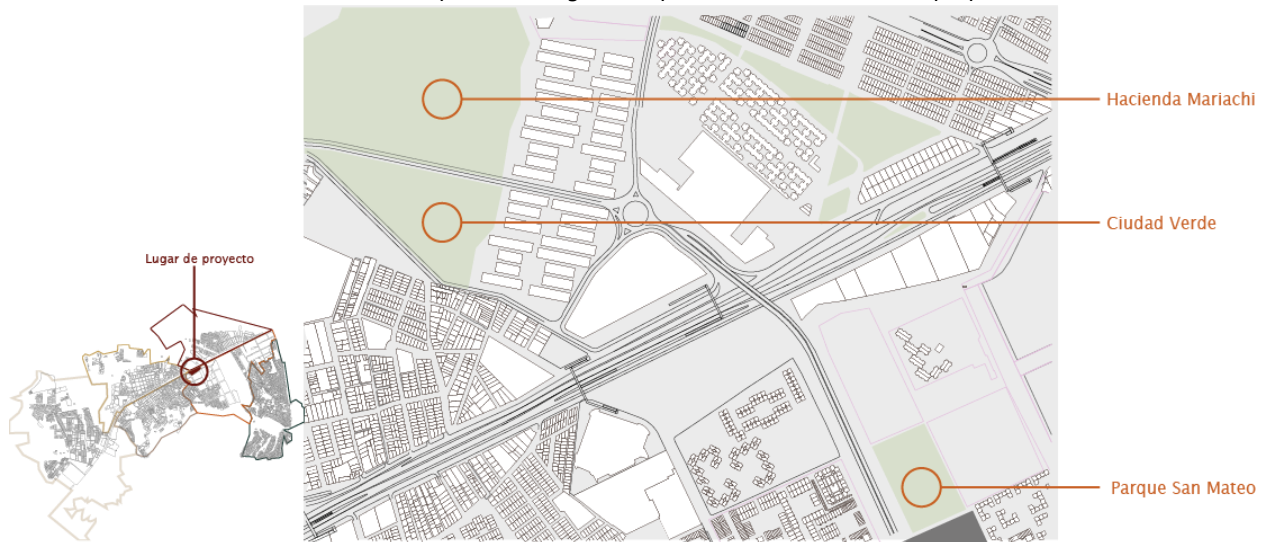 Hacienda Mariachi
Ciudad Verde
Lugar de proyecto
Parque San Mateo